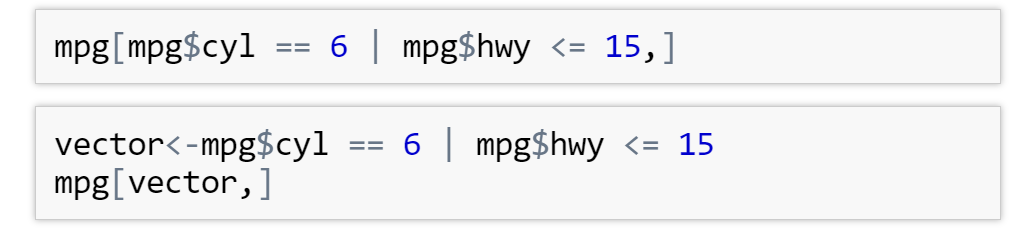 mpg[mpg$cyl == 6 | mpg$hwy <= 15,]
vector<-mpg$cyl == 6 | mpg$hwy <= 15
mpg[vector,]